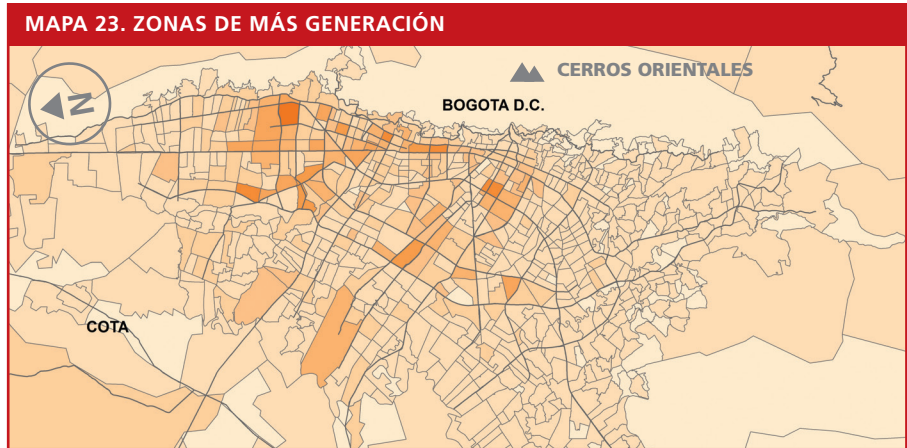 MAPA 23. ZONAS DE MÁS GENERACIÓN
CERROS ORIENTALES
N
BOGOTA D.C.
COTA